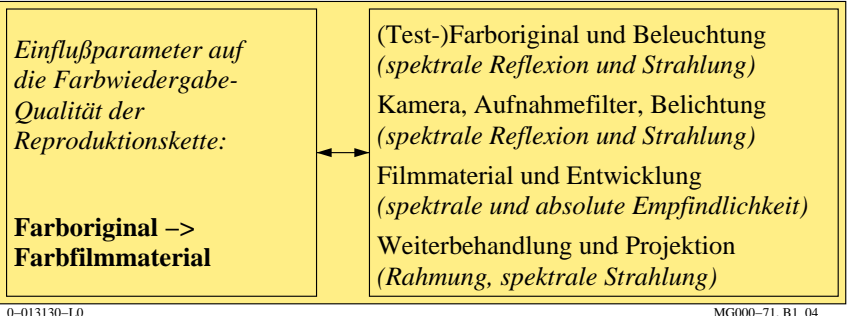 Einflußparameter auf
die Farbwiedergabe-
Qualität der
Reproduktionskette:
Farboriginal –>
Farbfilmmaterial
(Test-)Farboriginal und Beleuchtung
(spektrale Reflexion und Strahlung)
Kamera, Aufnahmefilter, Belichtung
(spektrale Reflexion und Strahlung)
Filmmaterial und Entwicklung
(spektrale und absolute Empfindlichkeit)
Weiterbehandlung und Projektion
(Rahmung, spektrale Strahlung)
0–013130–L0
MG000–71, B1_04